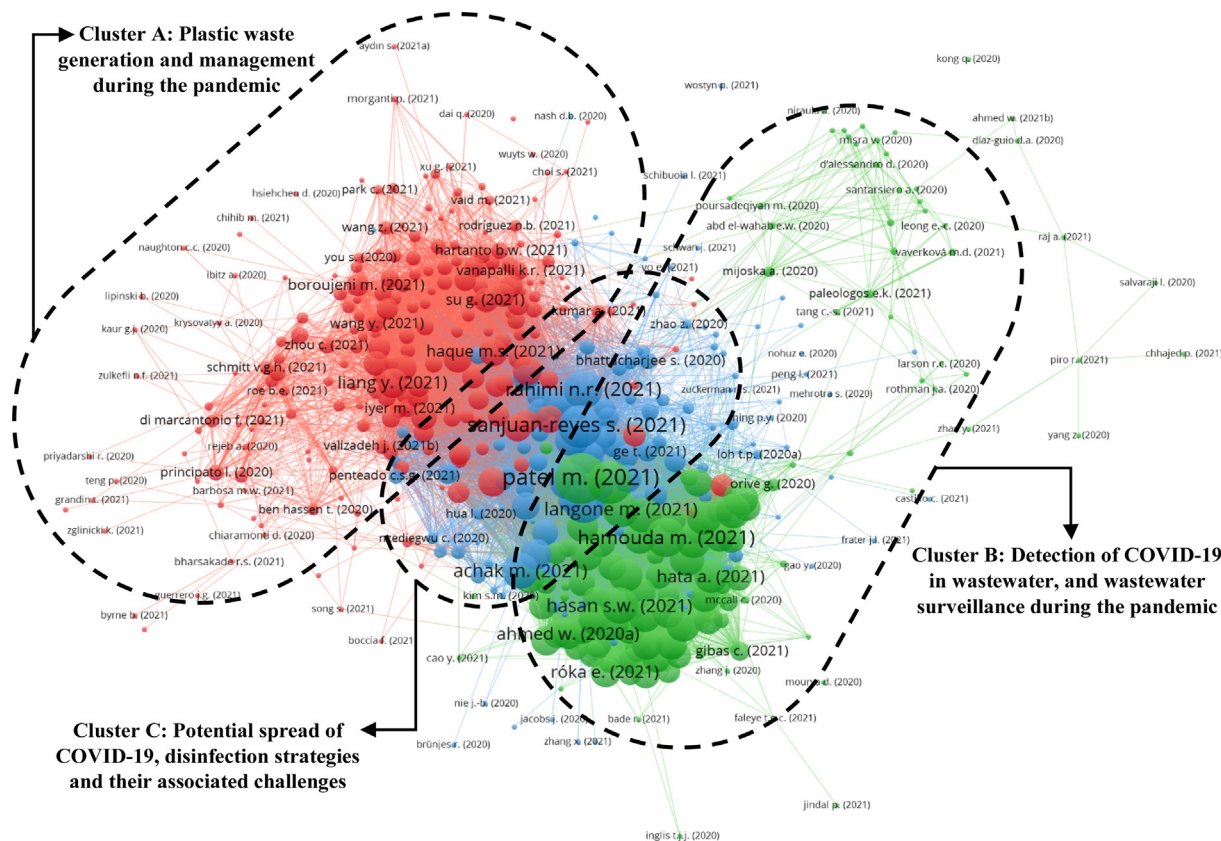 Cluster A: Plastic waste
generation and management
during the pandemic
aydin s. (2021a)
kong q. (2020)
wostyn p. (2021)
morganti p. (2021)
dai q. (2020)
nash d.b. (2020)
ahmed w. (2021b)
misra v. (2020)
díaz-guio d.a. (2020)
wuyts w. (2020)
d'alessandro d. (2020)
xu g. (2021)
choi s. (2021)
schibuola l. (2021)
hsiehchen d. (2020)
park c. (2021)
vaid m. (2021)
santarsiero a. (2020)
poursadeqiyan m. (2020)
chihib m. (2021)
wang z. (2021)
rodríguez n.b. (2021)
abd el-wahab e.w. (2020)
leong e.-c. (2020)
raj a. (2021)
naughton c.c. (2020)
you s. (2020)
hartanto b.w. (2021)
schwan j. (2021)
vaverková m.d. (2021)
ibitz a. (2020)
boroujeni m. (2021)
vanapalli k.r. (2021)
mijoska a. (2020)
salvaraji l. (2020)
lipinski b. (2020)
su g. (2021)
paleologos e.k. (2021)
kumar a. (2021)
tang c.-s. (2021)
kaur g.j. (2020)
krysovatyy a. (2020)
wang y. (2021)
zhao z. (2020)
zhou c. (2021)
haque m.s. (2021)
bhattacharjee s. (2020)
nohuz e. (2020)
piro r. (2021)
chhajed p. (2021)
schmitt v.g.h. (2021)
larson r.c. (2020)
zulkefli n.f. (2021)
liang y. (2021)
rahimi n.r. (2021)
peng l. (2021)
roe b.e. (2021)
zuckerman n.s. (2021)
mehrotra s. (2020)
rothman j.a. (2020)
iyer m. (2021)
di marcantonio f. (2021)
sanjuan-reyes s. (2021)
ning p.y. (2020)
zhao y. (2021)
yang z. (2020)
rejeb a. (2020)
valizadeh j. (2021b)
ge t. (2021)
loh t.p. (2020a)
priyadarshi r. (2021)
principato l. (2020)
penteado c.s.g. (2021)
patel m. (2021)
teng p. (2020)
orive g. (2020)
grandin t. (2021)
barbosa m.w. (2021)
castilho c. (2021)
ben hassen t. (2020)
langone m. (2021)
zglinicki k. (2021)
chiaramonti d. (2020)
hua l. (2020)
hamouda m. (2021)
frater j.l. (2021)
nzediegwu c. (2020)
Cluster B: Detection of COVID-19
in wastewater, and wastewater
surveillance during the pandemic
bharsakade r.s. (2021)
achak m. (2021)
hata a. (2021)
gao y. (2020)
guerrero j.g. (2021)
kim s.m. (2020)
hasan s.w. (2021)
mccall c. (2020)
byrne b. (2021)
song s. (2021)
boccia f. (2021)
ahmed w. (2020a)
gibas c. (2021)
cao y. (2021)
róka e. (2021)
zhang j. (2020)
moura d. (2020)
nie j.-b. (2020)
Cluster C: Potential spread of
COVID-19, disinfection strategies
and their associated challenges
jacobs j. (2020)
bade r. (2021)
faleye t.o.c. (2021)
brünjes r. (2020)
zhang x. (2021)
jindal p. (2021)
inglis t.j.j. (2020)